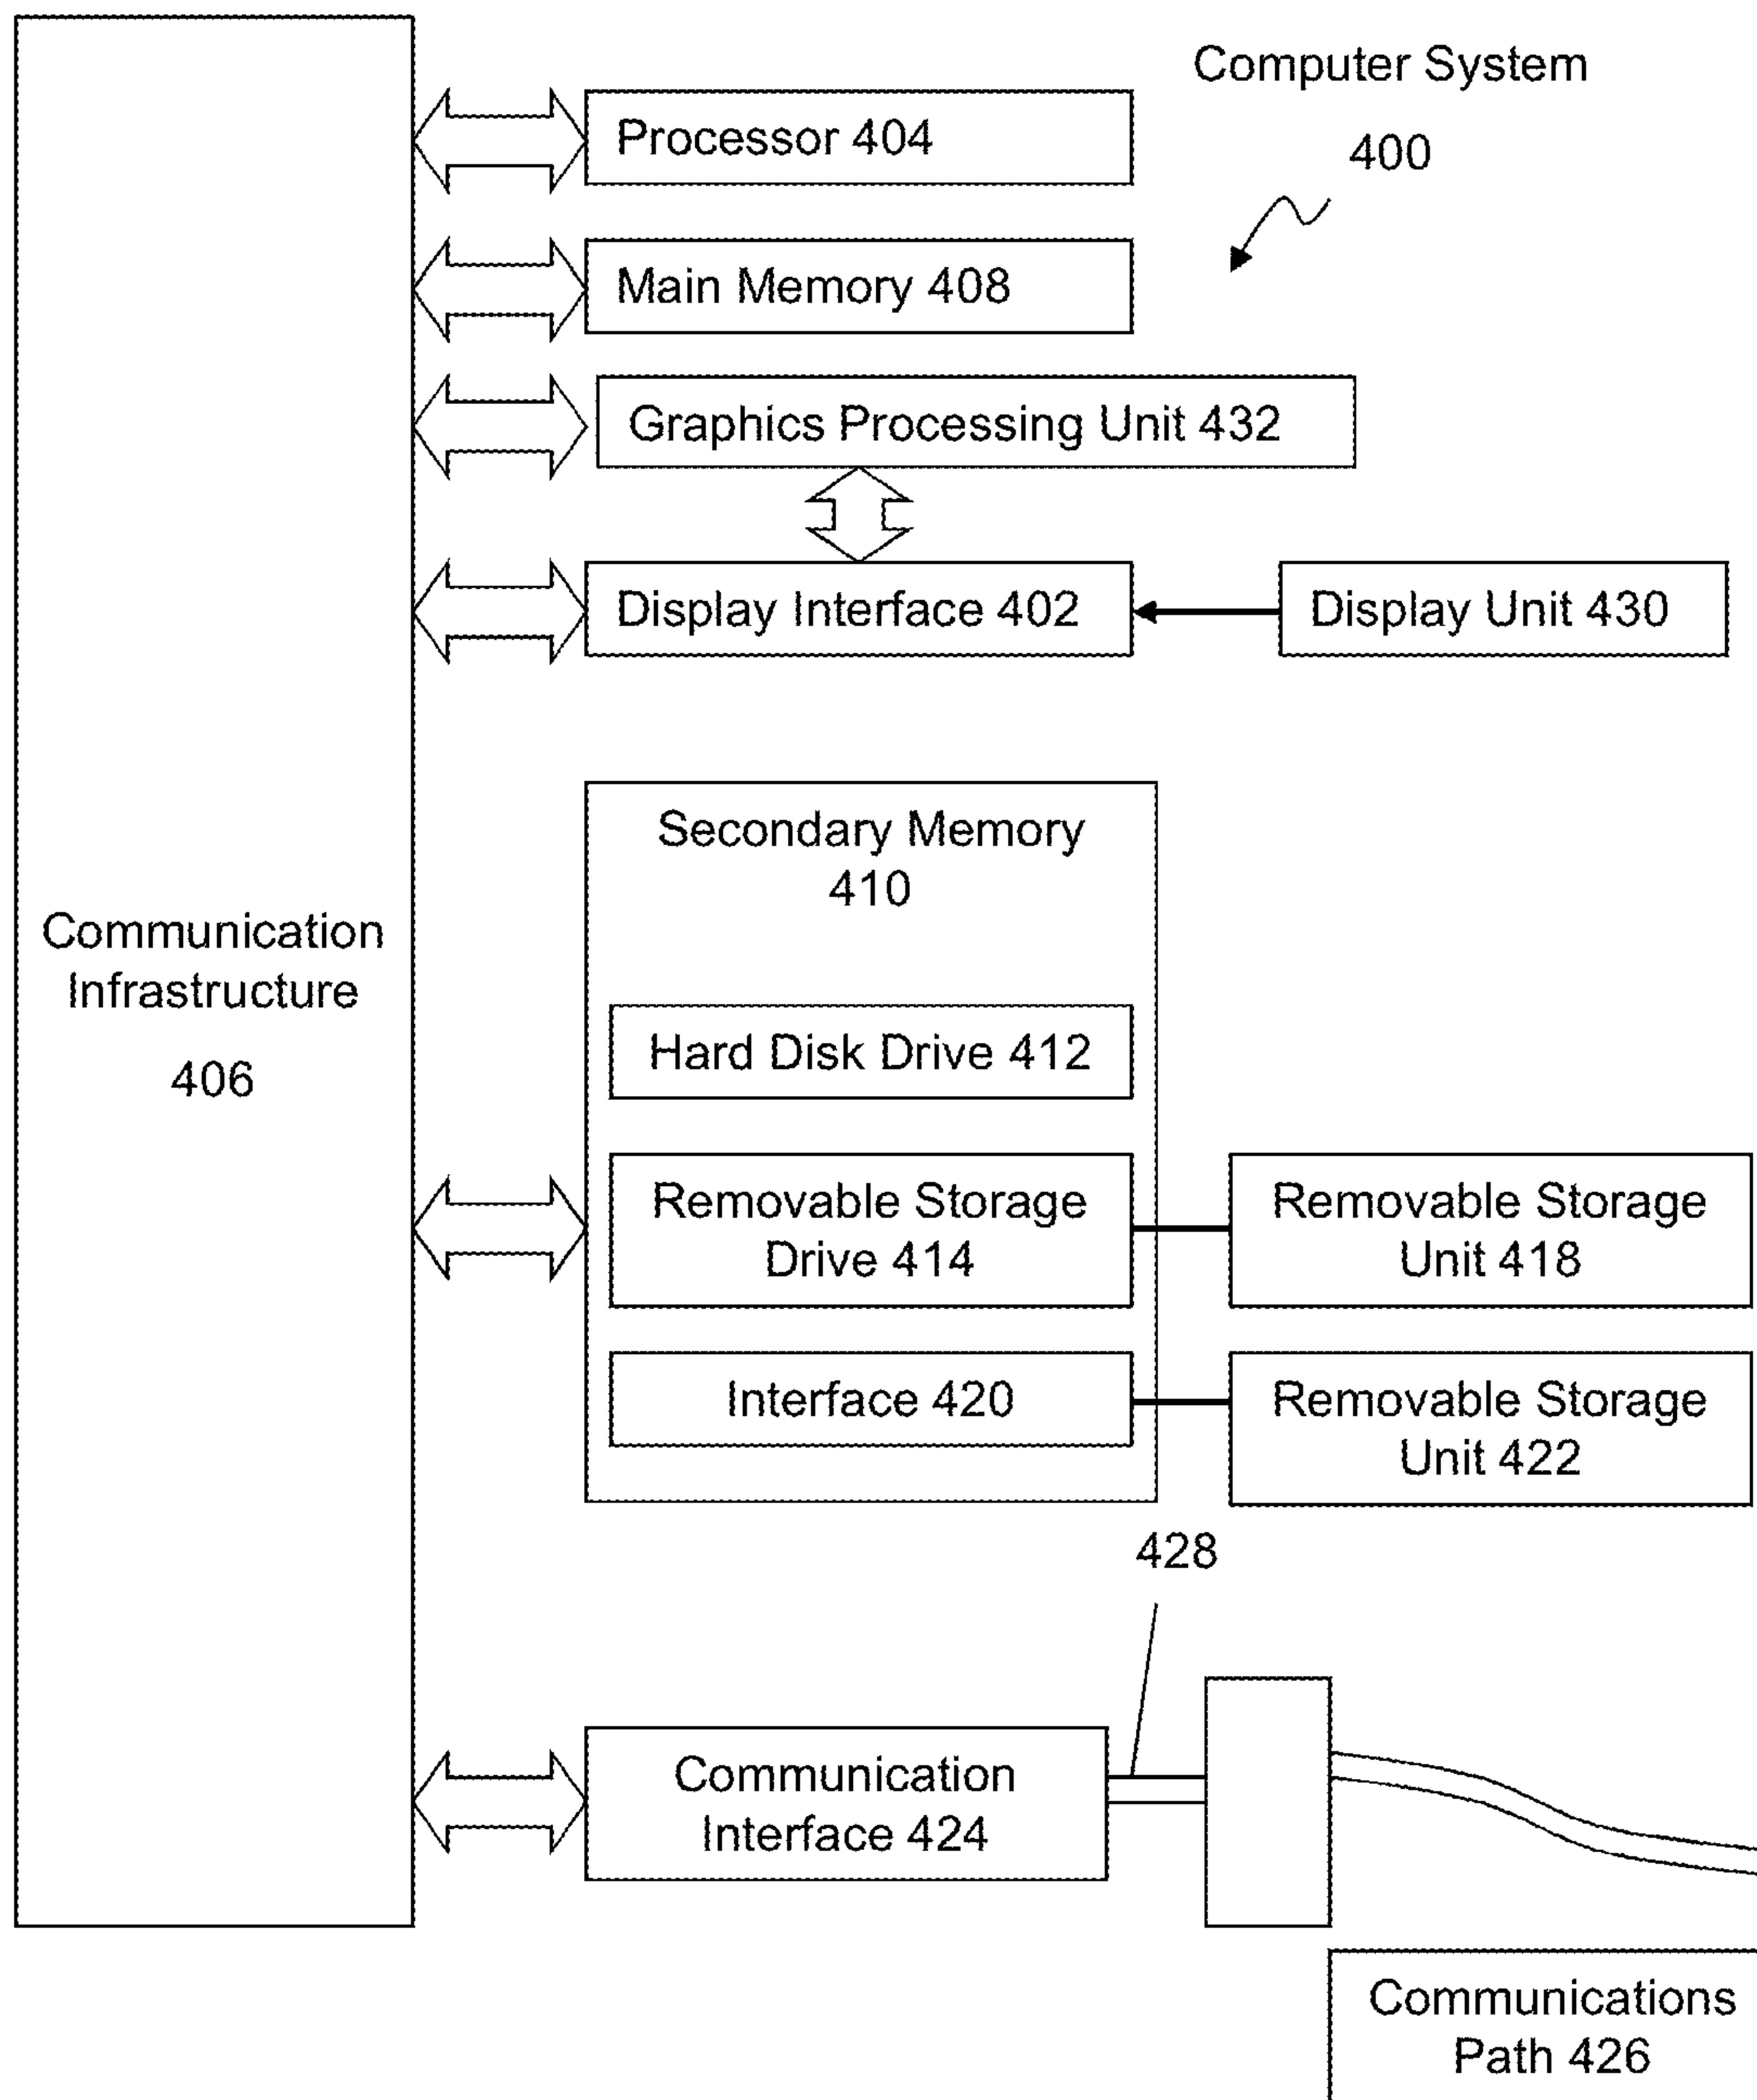 Computer System
400
Processor 404
Main Memory 408
Graphics Processing Unit 432
Display Interface 402
Display Unit 430
Secondary Memory
410
Communication
Infrastructure
406
Hard Disk Drive 412
Removable Storage
Drive 414
Removable Storage
Unit 418
Interface 420
Removable Storage
Unit 422
428
Communication
Interface 424
Communications
Path 426